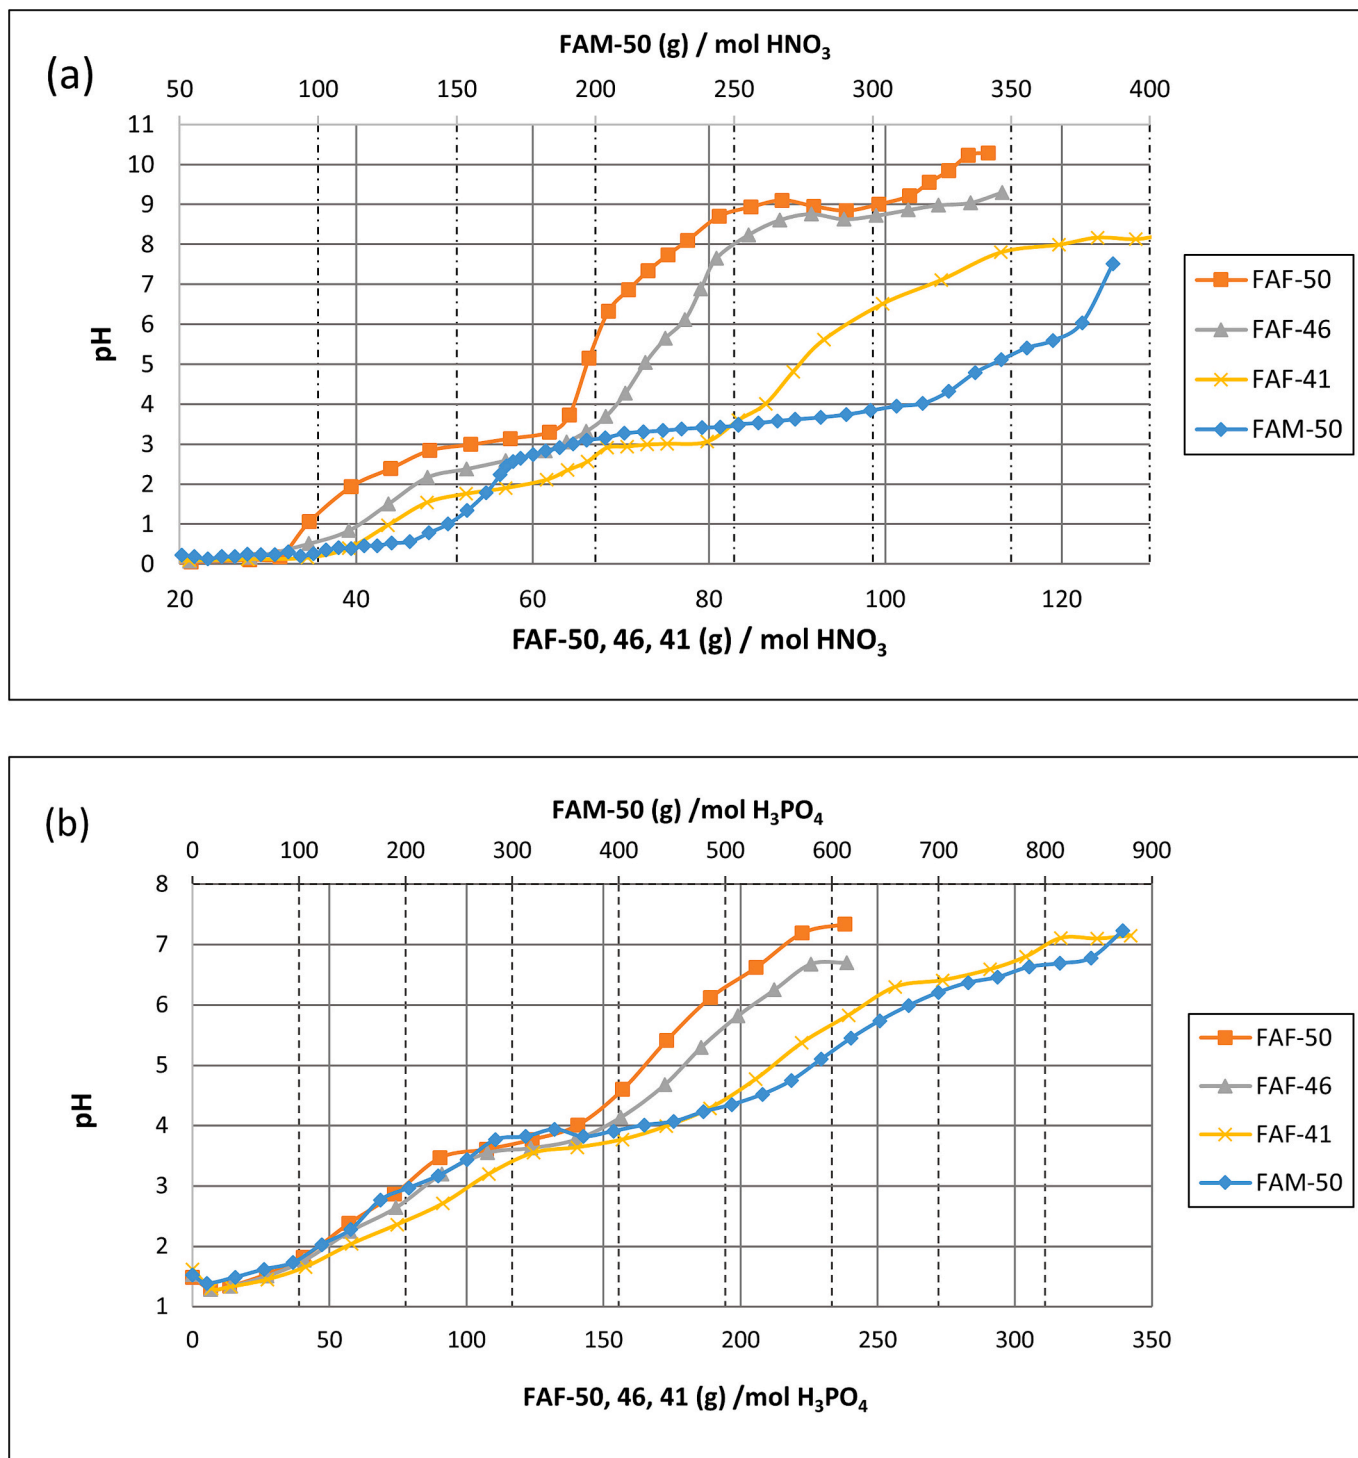 (a)
FAM-50 (g) / mol HNO₃
50 100 150 200 250 300 350 400
11
10
9
8
7
6
5
4
3
2
1
0
pH
20 40 60 80 100 120
FAF-50, 46, 41 (g) / mol HNO₃
FAF-50
FAF-46
FAF-41
FAM-50
(b)
FAM-50 (g) /mol H₃PO₄
0 100 200 300 400 500 600 700 800 900
8
7
6
5
4
3
2
1
pH
0 50 100 150 200 250 300 350
FAF-50, 46, 41 (g) /mol H₃PO₄
FAF-50
FAF-46
FAF-41
FAM-50